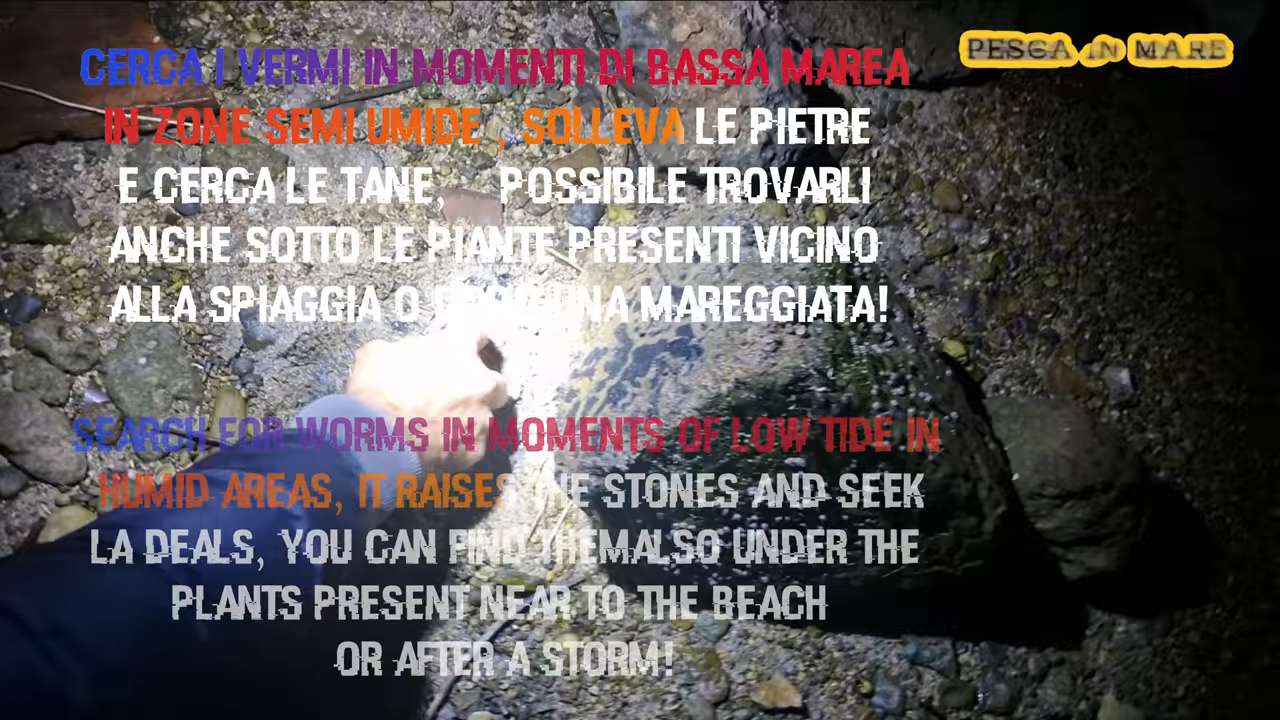 PESCA IN MARE
CERCA I VERMI IN MOMENTI DI BASSA MAREA
IN ZONE SEMI UMIDE , SOLLEVA LE PIETRE
E CERCA LE TANE, POSSIBILE TROVARLI
ANCHE SOTTO LE PIANTE PRESENTI VICINO
ALLA SPIAGGIA O UNA MAREGGIATA!
SEARCH FOR WORMS IN MOMENTS OF LOW TIDE IN
HUMID AREAS, IT RAISES THE STONES AND SEEK
LA DEALS, YOU CAN FIND THEMALSO UNDER THE
PLANTS PRESENT NEAR TO THE BEACH
OR AFTER A STORM!